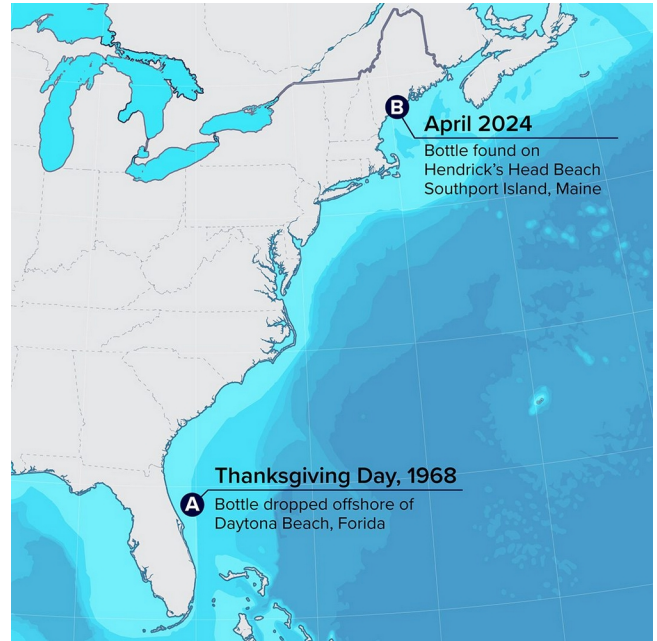 B
April 2024
Bottle found on
Hendrick's Head Beach
Southport Island, Maine
Thanksgiving Day, 1968
A
Bottle dropped offshore of
Daytona Beach, Forida